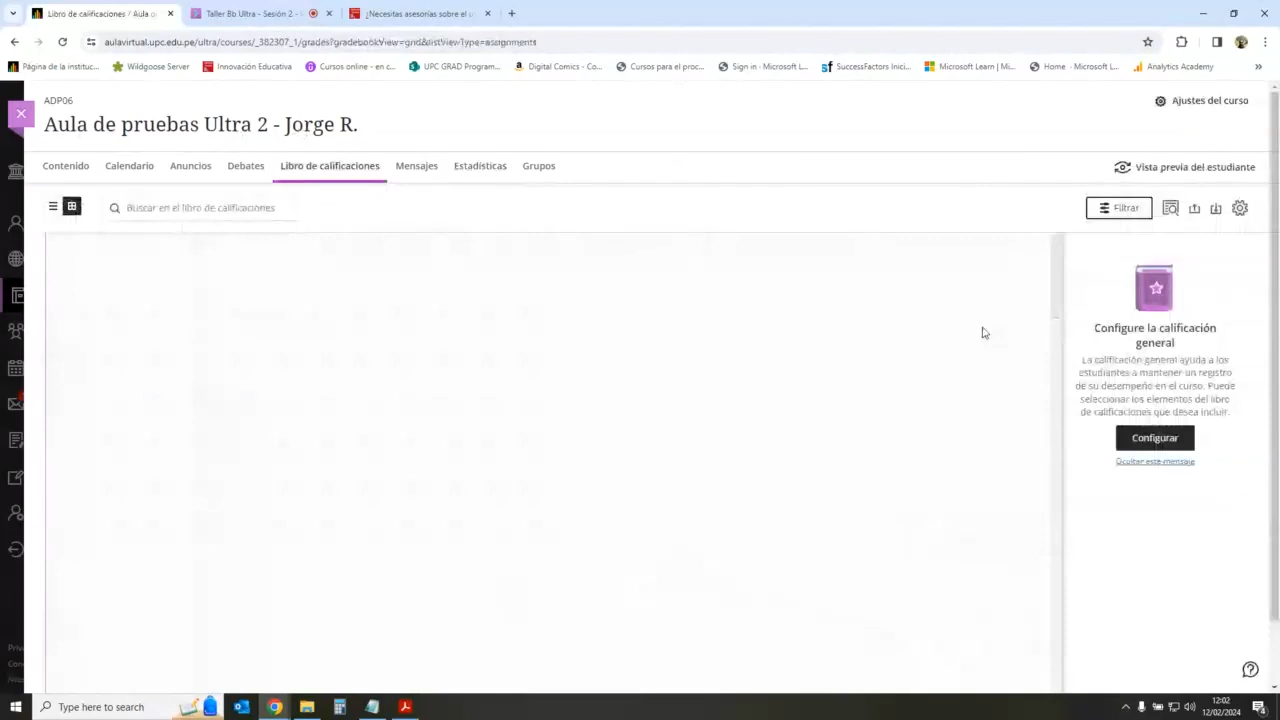 Libro de calificaciones / Aula o
Taller Bb Ultra - Sesión 2 -
¿Necesitas asesorías sobre el u
aulavirtual.upc.edu.pe/ultra/courses/_382307_1/grades?gradebookView=grid&listViewType=assignments
Página de la instituc...
Wildgoose Server
Innovación Educativa
Cursos online - en c...
UPC GRAD Program...
Digital Comics - Co...
Cursos para el proc...
Sign in · Microsoft L...
SuccessFactors Inici...
Microsoft Learn | Mi...
Home · Microsoft L...
Analytics Academy
»
ADP06
Ajustes del curso
Aula de pruebas Ultra 2 - Jorge R.
Contenido
Calendario
Anuncios
Debates
Libro de calificaciones
Mensajes
Estadísticas
Grupos
Vista previa del estudiante
Buscar en el libro de calificaciones
Filtrar
Configure la calificación
general
La calificación general ayuda a los
estudiantes a mantener un registro
de su desempeño en el curso. Puede
seleccionar los elementos del libro
de calificaciones que desea incluir.
Configurar
Ocultar este mensaje
Priv
Type here to search
12:02
12/02/2024